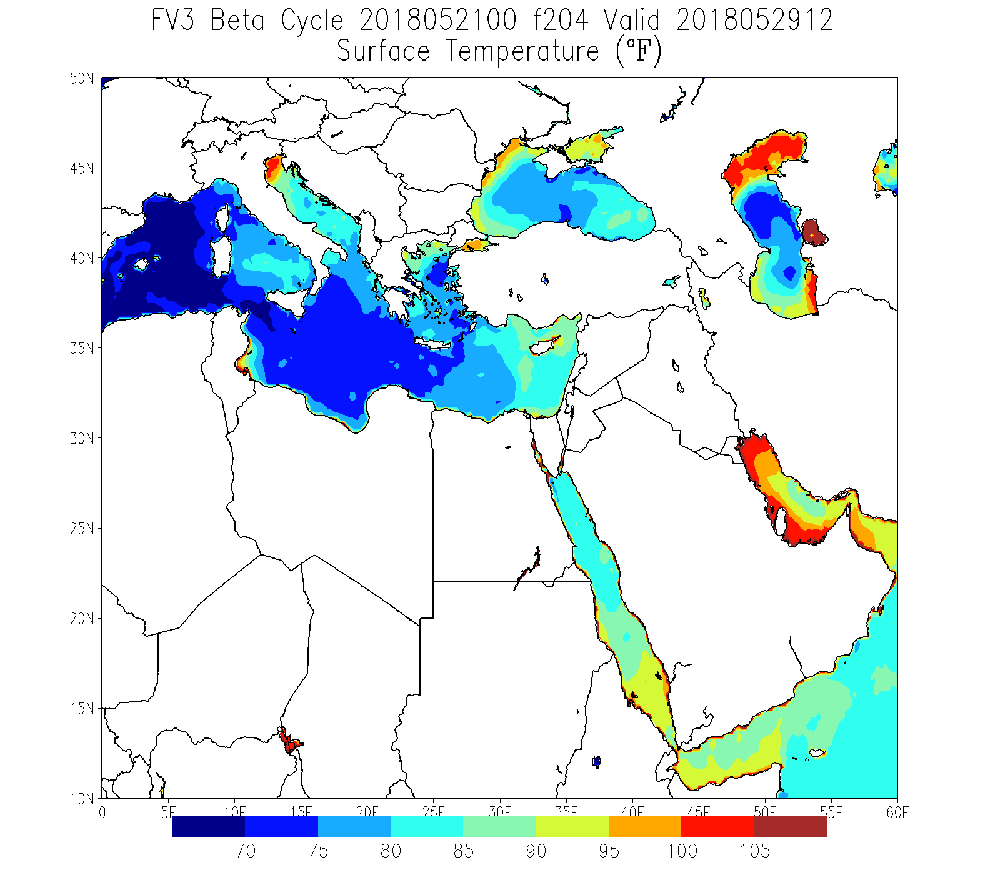 FV3 Beta Cycle 2018052100 f204 Valid 2018052912
Surface Temperature (°F)
50N
45N
40N
35N
30N
25N
20N
15N
10N
0 5E 10E 15E 20E 25E 30E 35E 40E 45E 50E 55E 60E
70 75 80 85 90 95 100 105